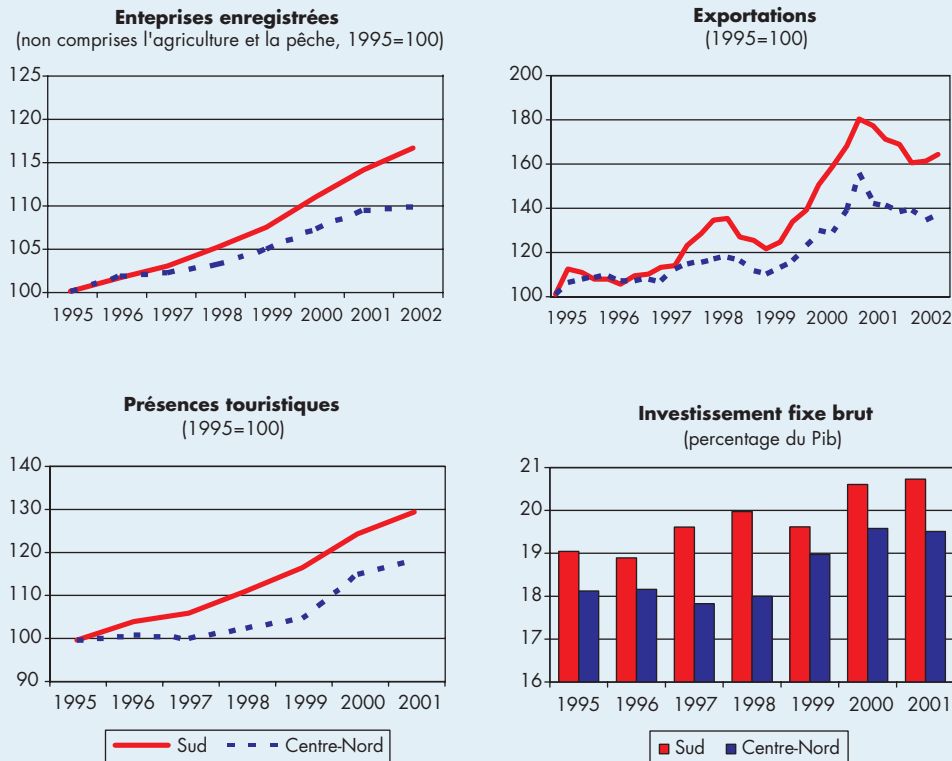 Enteprises enregistrées
(non comprises l'agriculture et la pêche, 1995=100)
125
120
115
110
105
100
1995 1996 1997 1998 1999 2000 2001 2002
Exportations
(1995=100)
200
180
160
140
120
100
1995 1996 1997 1998 1999 2000 2001 2002
Présences touristiques
(1995=100)
140
130
120
110
100
90
1995 1996 1997 1998 1999 2000 2001
Sud Centre-Nord
Investissement fixe brut
(percentage du Pib)
21
20
19
18
17
16
1995 1996 1997 1998 1999 2000 2001
Sud Centre-Nord